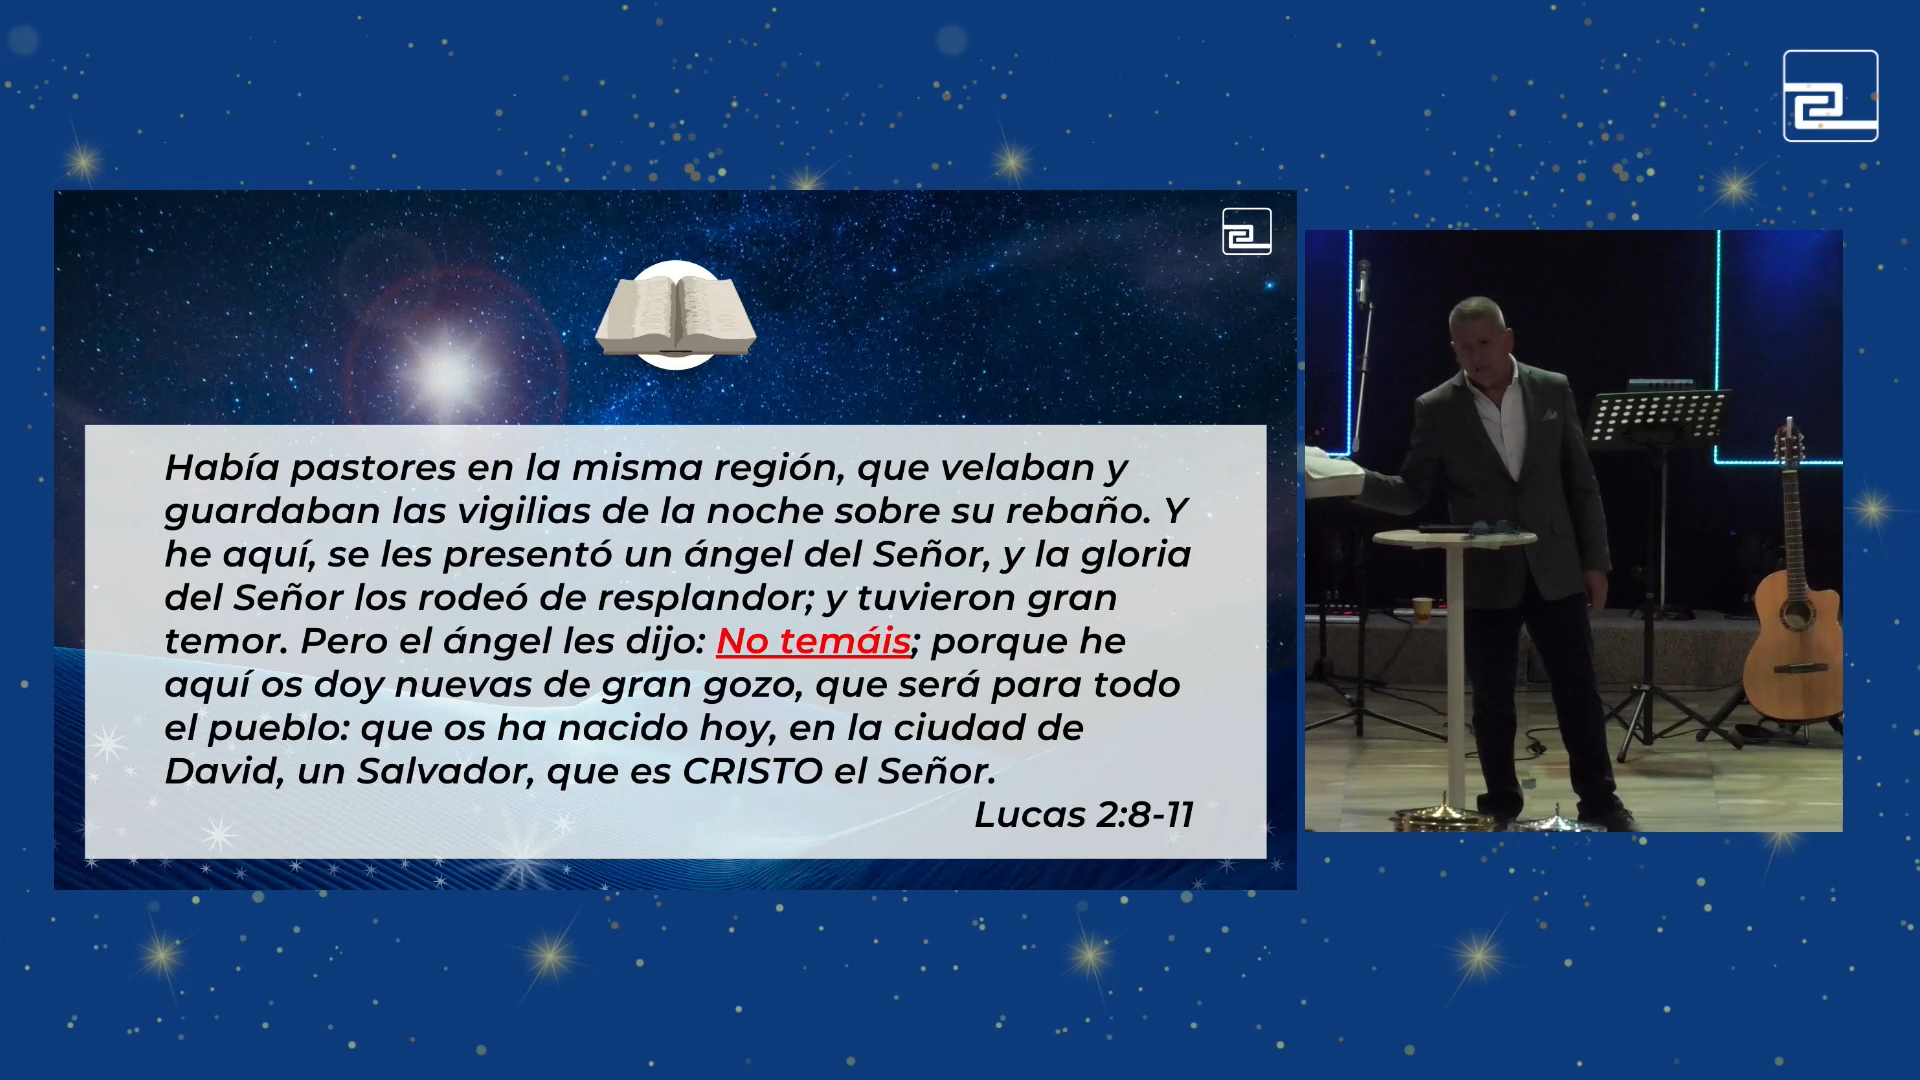 Había pastores en la misma región, que velaban y
guardaban las vigilias de la noche sobre su rebaño. Y
he aquí, se les presentó un ángel del Señor, y la gloria
del Señor los rodeó de resplandor; y tuvieron gran
temor. Pero el ángel les dijo: No temáis; porque he
aquí os doy nuevas de gran gozo, que será para todo
el pueblo: que os ha nacido hoy, en la ciudad de
David, un Salvador, que es CRISTO el Señor.
Lucas 2:8-11